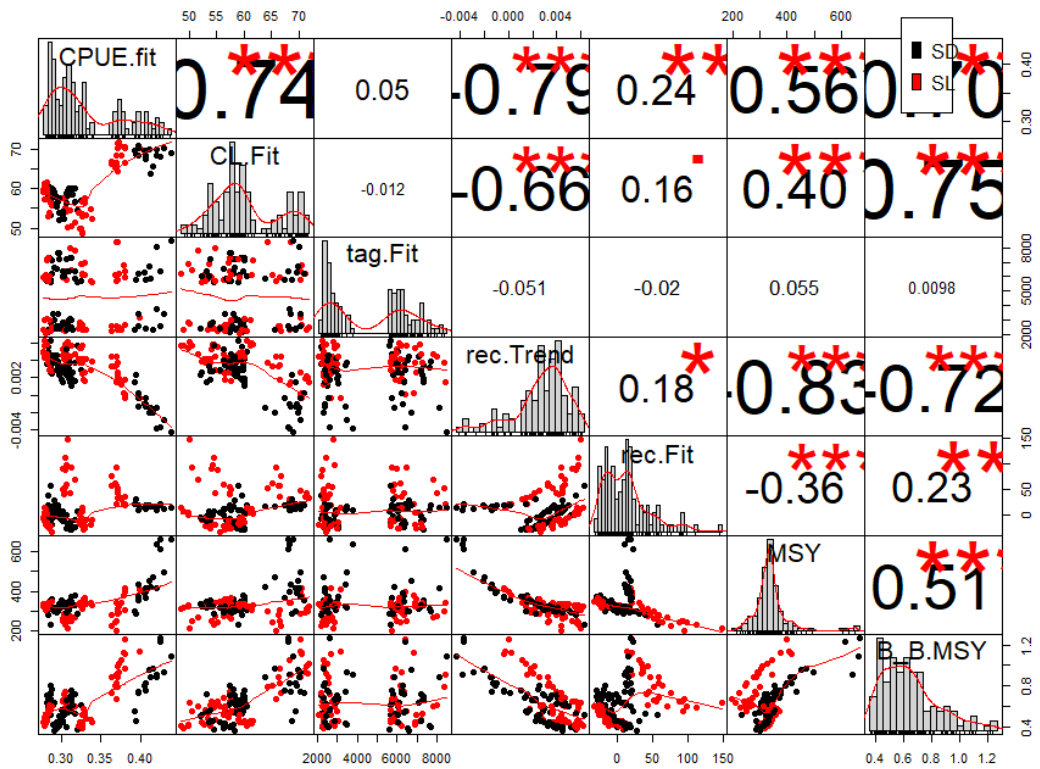 50 55 60 65 70 -0.004 0.000 0.004 200 400 600
CPUE.fit 0.74 *** 0.05 -0.79 *** 0.24 ** 0.56 ***
SD
SL
0.30 0.40
50 60 70
CL.Fit -0.012 -0.66 *** 0.16 . 0.40 *** 0.75 ***
tag.Fit -0.051 -0.02 0.055 0.0098
2000 5000 8000
-0.004 0.002
rec.Trend 0.18 * -0.83 *** -0.72 ***
rec.Fit -0.36 *** 0.23 **
0 50 150
200 400 600
MSY 0.51 ***
B_B.MSY
0.4 0.8 1.2
0.30 0.35 0.40 2000 4000 6000 8000 0 50 100 150 0.4 0.6 0.8 1.0 1.2